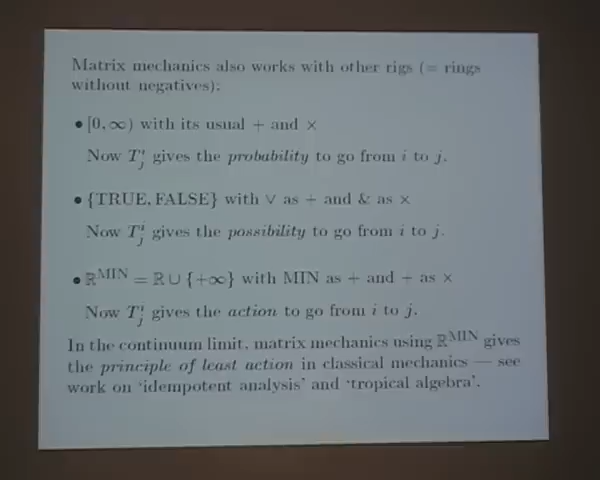 Matrix mechanics also works with other rigs (= rings
without negatives):
• [0, ∞) with its usual + and ×
Now T^i_j gives the probability to go from i to j.
• {TRUE, FALSE} with ∨ as + and & as ×
Now T^i_j gives the possibility to go from i to j.
• ℝ^MIN = ℝ ∪ {+∞} with MIN as + and + as ×
Now T^i_j gives the action to go from i to j.
In the continuum limit, matrix mechanics using ℝ^MIN gives
the principle of least action in classical mechanics — see
work on ‘idempotent analysis’ and ‘tropical algebra’.